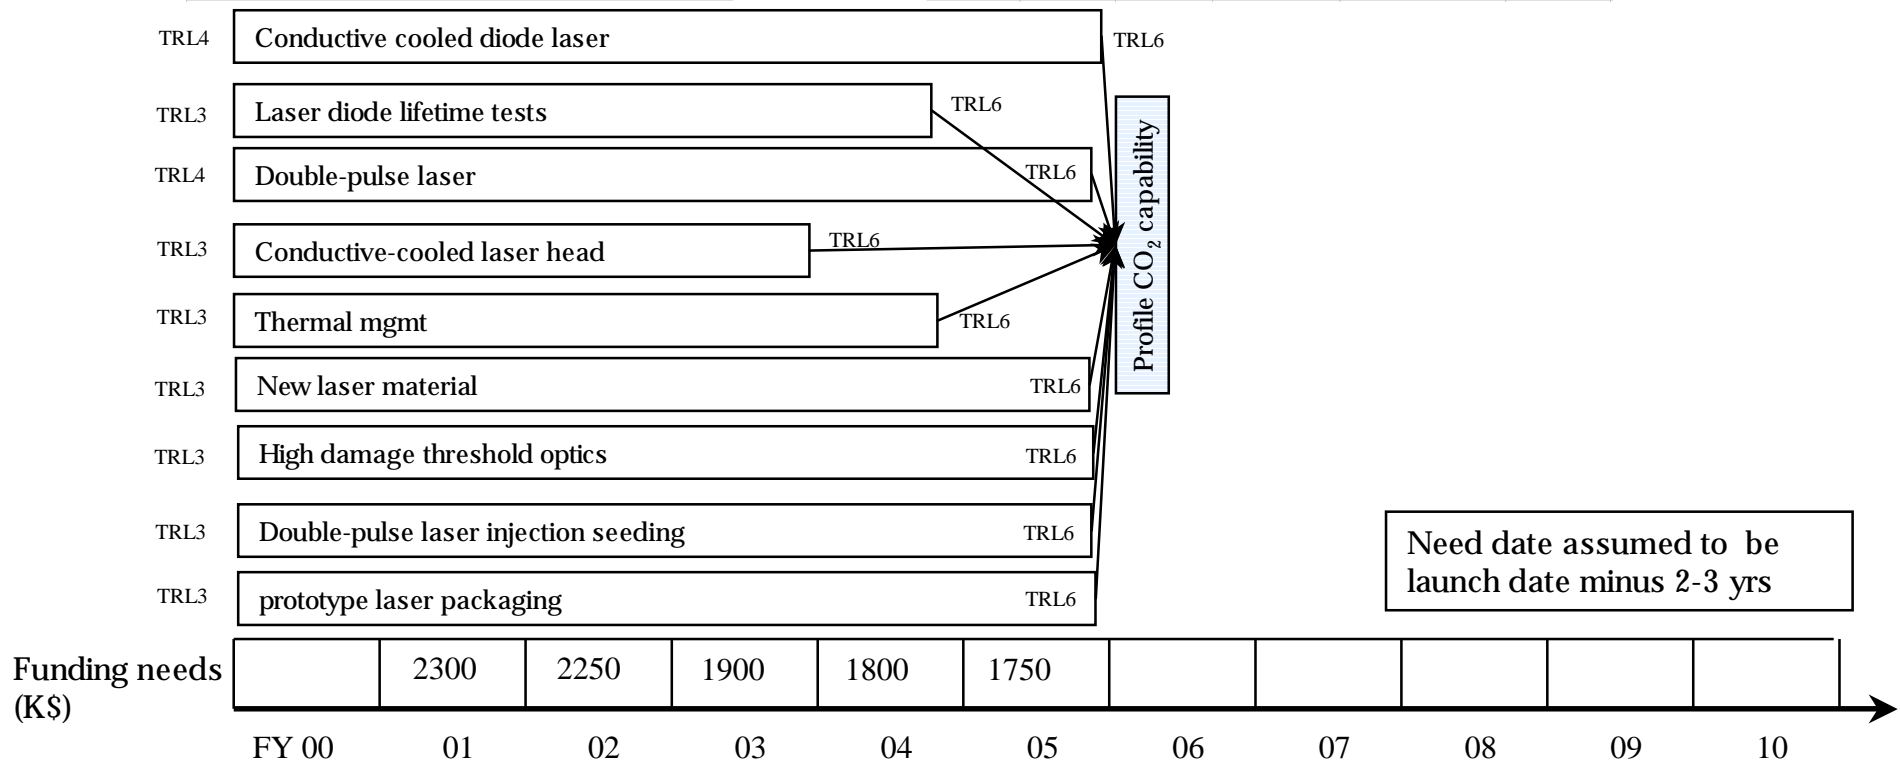 TRL4 Conductive cooled diode laser TRL6
TRL3 Laser diode lifetime tests TRL6
TRL4 Double-pulse laser TRL6
TRL3 Conductive-cooled laser head TRL6
TRL3 Thermal mgmt TRL6
TRL3 New laser material TRL6
TRL3 High damage threshold optics TRL6
TRL3 Double-pulse laser injection seeding TRL6
TRL3 prototype laser packaging TRL6
Profile CO₂ capability
Need date assumed to be
launch date minus 2-3 yrs
Funding needs 2300 2250 1900 1800 1750
(K$)
FY 00 01 02 03 04 05 06 07 08 09 10